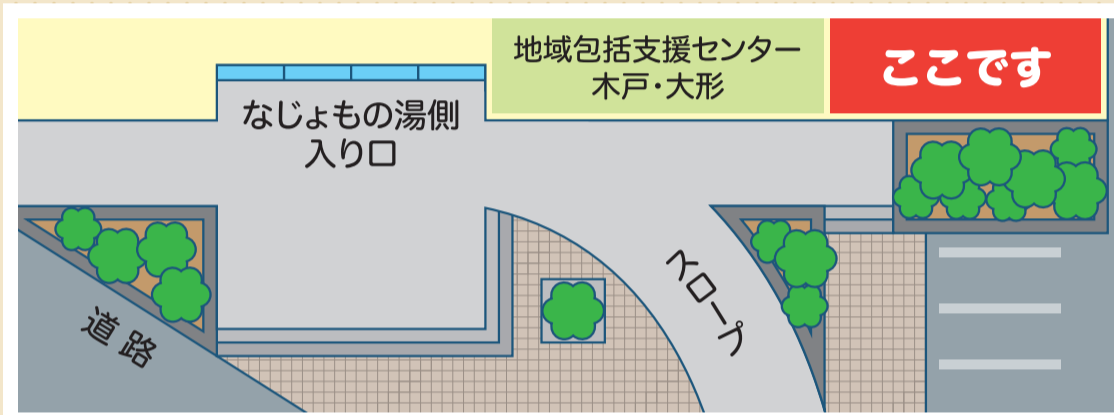 地域包括支援センター
木戸・大形
ここです
なじょもの湯側
入り口
スロープ
道路